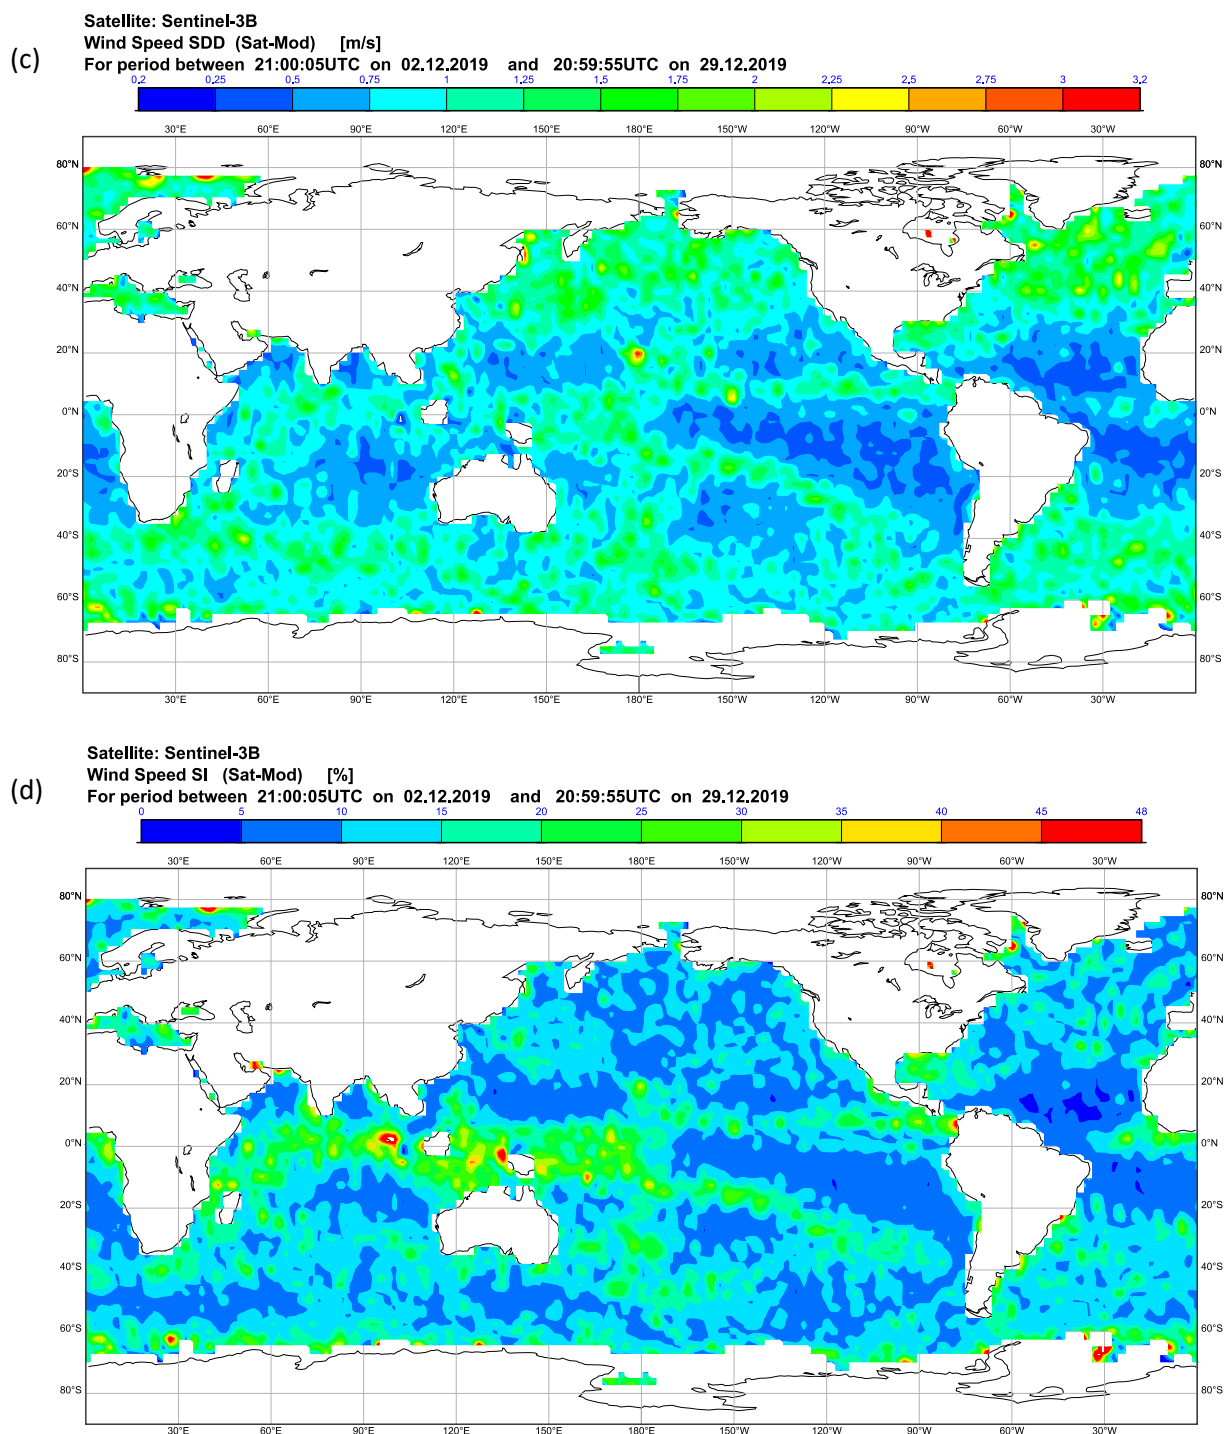 (c)
Satellite: Sentinel-3B
Wind Speed SDD (Sat-Mod) [m/s]
For period between 21:00:05UTC on 02.12.2019 and 20:59:55UTC on 29.12.2019
0.2 0.25 0.5 0.75 1 1.25 1.5 1.75 2 2.25 2.5 2.75 3 3.2
30°E 60°E 90°E 120°E 150°E 180°E 150°W 120°W 90°W 60°W 30°W
80°N 80°N
60°N 60°N
40°N 40°N
20°N 20°N
0°N 0°N
20°S 20°S
40°S 40°S
60°S 60°S
80°S 80°S
30°E 60°E 90°E 120°E 150°E 180°E 150°W 120°W 90°W 60°W 30°W
(d)
Satellite: Sentinel-3B
Wind Speed SI (Sat-Mod) [%]
For period between 21:00:05UTC on 02.12.2019 and 20:59:55UTC on 29.12.2019
0 5 10 15 20 25 30 35 40 45 48
30°E 60°E 90°E 120°E 150°E 180°E 150°W 120°W 90°W 60°W 30°W
80°N 80°N
60°N 60°N
40°N 40°N
20°N 20°N
0°N 0°N
20°S 20°S
40°S 40°S
60°S 60°S
80°S 80°S
30°E 60°E 90°E 120°E 150°E 180°E 150°W 120°W 90°W 60°W 30°W